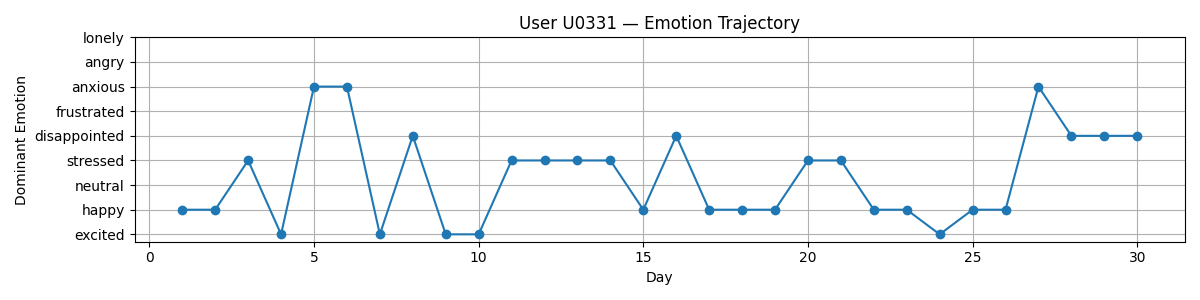 User U0331 — Emotion Trajectory
Dominant Emotion
lonely
angry
anxious
frustrated
disappointed
stressed
neutral
happy
excited
0 5 10 15 20 25 30
Day